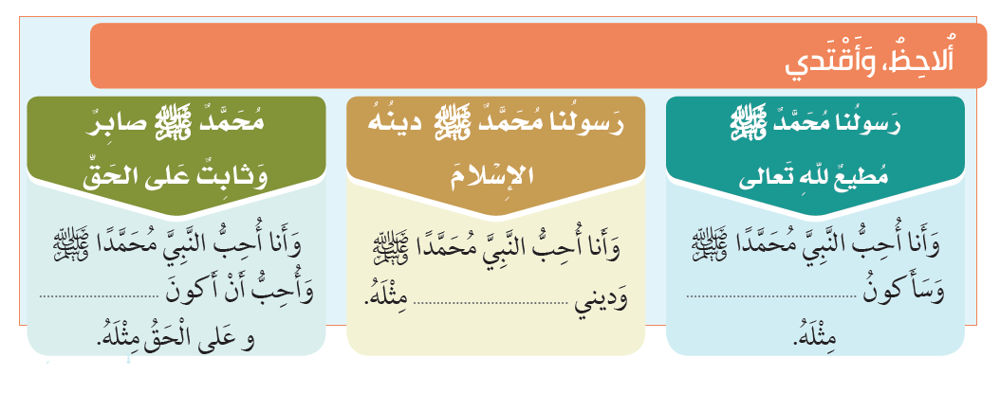 أُلاحِظُ، وَأَقْتَدي
رَسولُنا مُحَمَّدٌ ﷺ
مُطيعٌ للّٰهِ تَعالى
وَأَنا أُحِبُّ النَّبِيَّ مُحَمَّدًا ﷺ
وَسَأَكونُ ........................................
مِثْلَهُ.
رَسولُنا مُحَمَّدٌ ﷺ دينُهُ
الإِسْلامَ
وَأَنا أُحِبُّ النَّبِيَّ مُحَمَّدًا ﷺ
وَديني .................................... مِثْلَهُ.
مُحَمَّدٌ ﷺ صابِرٌ
وَثابِتٌ عَلى الحَقِّ
وَأَنا أُحِبُّ النَّبِيَّ مُحَمَّدًا ﷺ
وَأُحِبُّ أَنْ أَكونَ ............................
و عَلى الْحَقُ مِثْلَهُ.